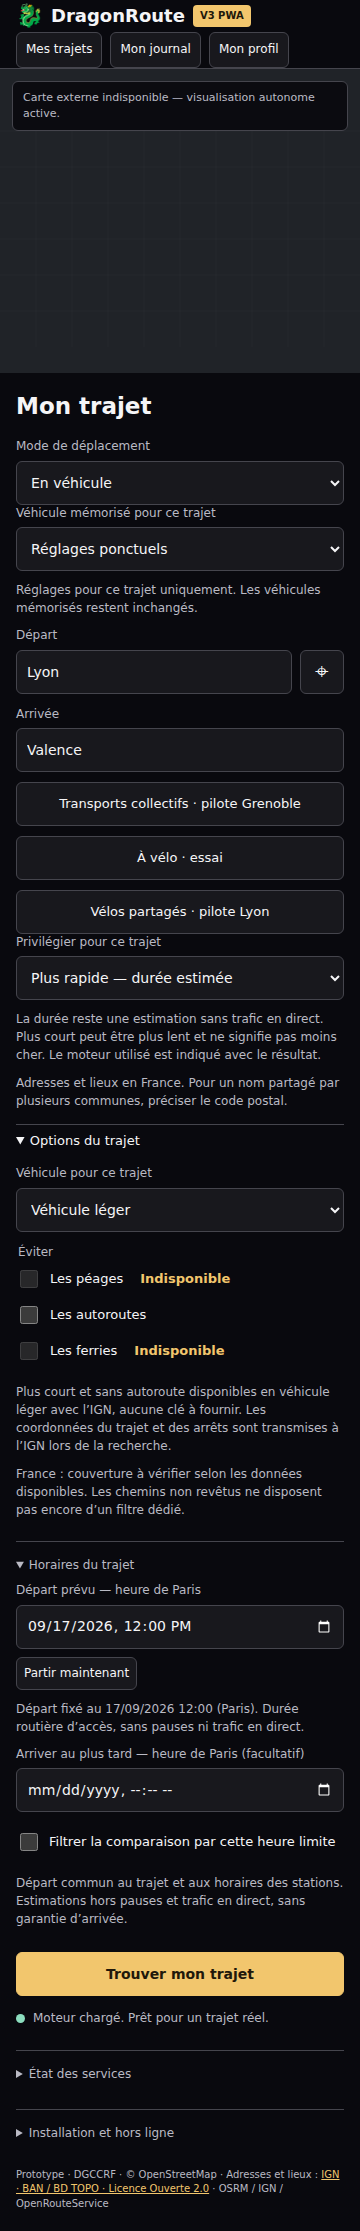 DragonRoute V3 PWA
Mes trajets Mon journal Mon profil
Carte externe indisponible — visualisation autonome
active.
Mon trajet
Mode de déplacement
En véhicule
Véhicule mémorisé pour ce trajet
Réglages ponctuels
Réglages pour ce trajet uniquement. Les véhicules
mémorisés restent inchangés.
Départ
Lyon
Arrivée
Valence
Transports collectifs · pilote Grenoble
À vélo · essai
Vélos partagés · pilote Lyon
Privilégier pour ce trajet
Plus rapide — durée estimée
La durée reste une estimation sans trafic en direct.
Plus court peut être plus lent et ne signifie pas moins
cher. Le moteur utilisé est indiqué avec le résultat.
Adresses et lieux en France. Pour un nom partagé par
plusieurs communes, préciser le code postal.
Options du trajet
Véhicule pour ce trajet
Véhicule léger
Éviter
Les péages Indisponible
Les autoroutes
Les ferries Indisponible
Plus court et sans autoroute disponibles en véhicule
léger avec l’IGN, aucune clé à fournir. Les
coordonnées du trajet et des arrêts sont transmises à
l’IGN lors de la recherche.
France : couverture à vérifier selon les données
disponibles. Les chemins non revêtus ne disposent
pas encore d’un filtre dédié.
Horaires du trajet
Départ prévu — heure de Paris
09/17/2026, 12:00 PM
Partir maintenant
Départ fixé au 17/09/2026 12:00 (Paris). Durée
routière d’accès, sans pauses ni trafic en direct.
Arriver au plus tard — heure de Paris (facultatif)
mm/dd/yyyy, --:-- --
Filtrer la comparaison par cette heure limite
Départ commun au trajet et aux horaires des stations.
Estimations hors pauses et trafic en direct, sans
garantie d’arrivée.
Trouver mon trajet
Moteur chargé. Prêt pour un trajet réel.
État des services
Installation et hors ligne
Prototype · DGCCRF · © OpenStreetMap · Adresses et lieux : IGN
· BAN / BD TOPO · Licence Ouverte 2.0 · OSRM / IGN /
OpenRouteService